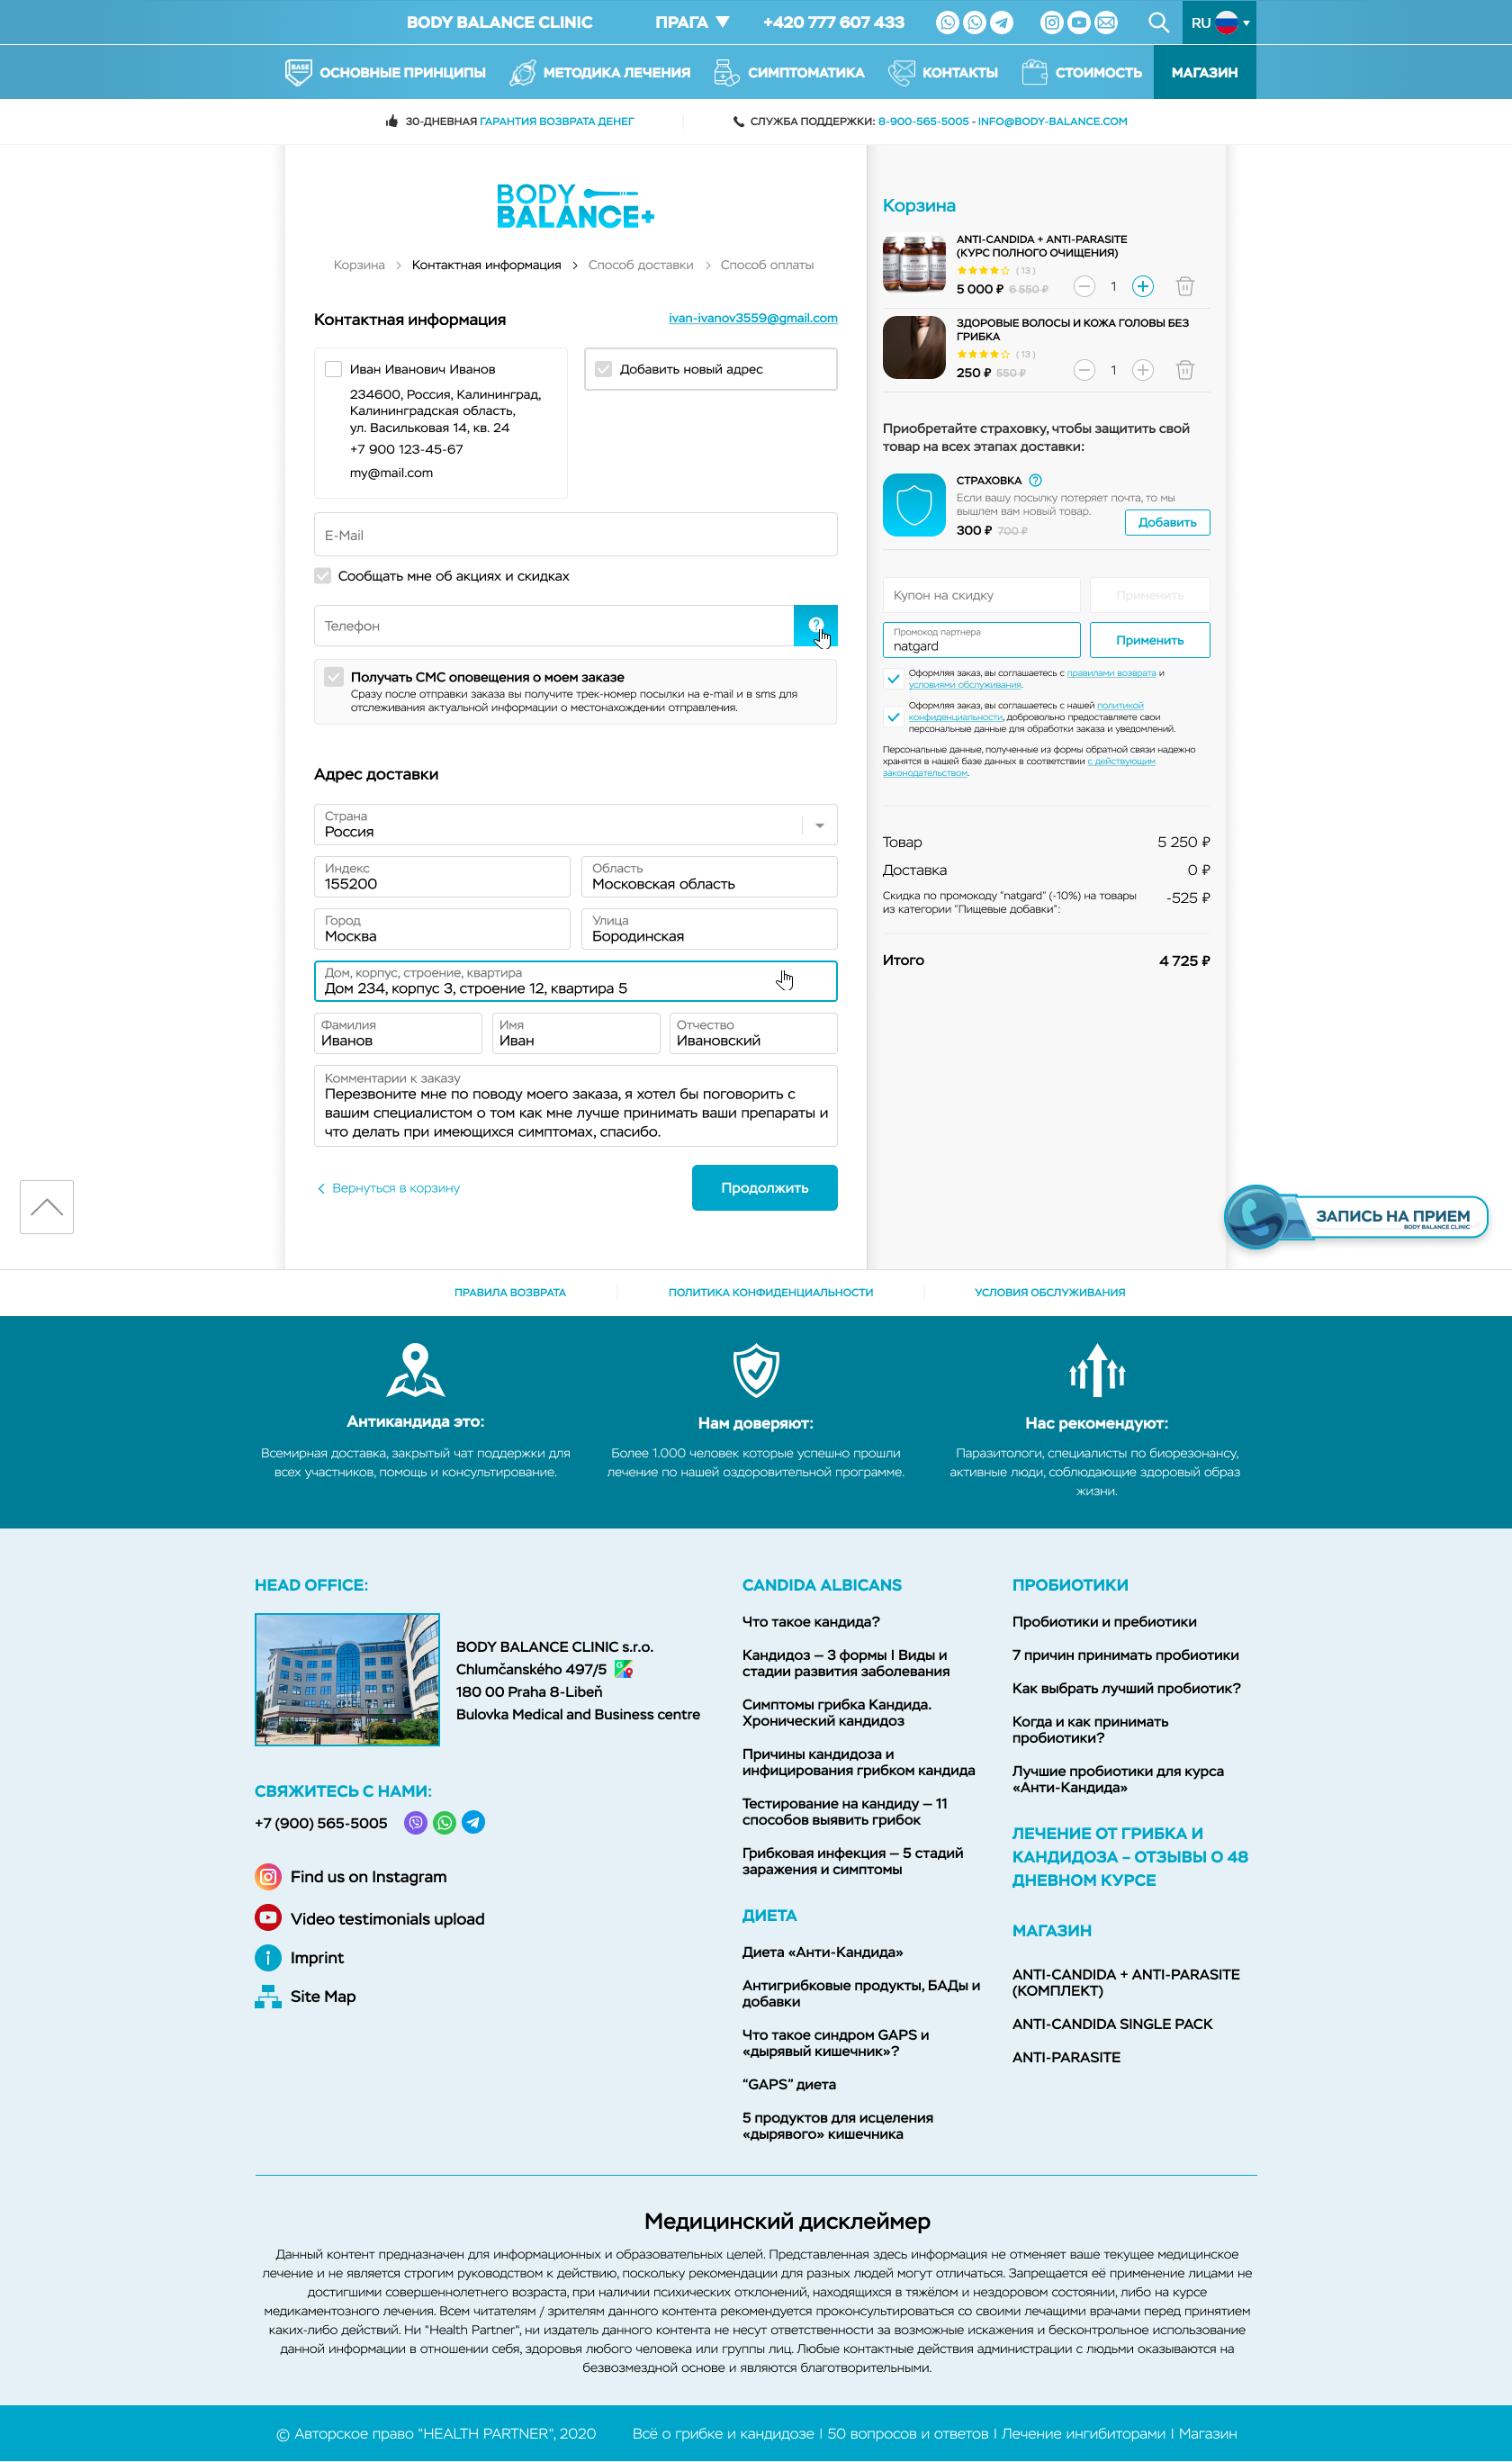 BODY BALANCE CLINIC
ПРАГА ▼
+420 777 607 433
RU
BASE
ОСНОВНЫЕ ПРИНЦИПЫ
МЕТОДИКА ЛЕЧЕНИЯ
СИМПТОМАТИКА
КОНТАКТЫ
СТОИМОСТЬ
МАГАЗИН
30-ДНЕВНАЯ ГАРАНТИЯ ВОЗВРАТА ДЕНЕГ
СЛУЖБА ПОДДЕРЖКИ: 8-900-565-5005 - INFO@BODY-BALANCE.COM
BODY
BALANCE+
Корзина > Контактная информация > Способ доставки > Способ оплаты
Контактная информация
ivan-ivanov3559@gmail.com
Иван Иванович Иванов
234600, Россия, Калининград,
Калининградская область,
ул. Васильковая 14, кв. 24
+7 900 123-45-67
my@mail.com
Добавить новый адрес
E-Mail
Сообщать мне об акциях и скидках
Телефон
?
Получать СМС оповещения о моем заказе
Сразу после отправки заказа вы получите трек-номер посылки на e-mail и в sms для
отслеживания актуальной информации о местонахождении отправления.
Адрес доставки
Страна
Россия
Индекс
155200
Область
Московская область
Город
Москва
Улица
Бородинская
Дом, корпус, строение, квартира
Дом 234, корпус 3, строение 12, квартира 5
Фамилия
Иванов
Имя
Иван
Отчество
Ивановский
Комментарии к заказу
Перезвоните мне по поводу моего заказа, я хотел бы поговорить с
вашим специалистом о том как мне лучше принимать ваши препараты и
что делать при имеющихся симптомах, спасибо.
Вернуться в корзину
Продолжить
Корзина
ANTI-CANDIDA + ANTI-PARASITE
(КУРС ПОЛНОГО ОЧИЩЕНИЯ)
( 13 )
5 000 ₽ 6 550 ₽
1
ЗДОРОВЫЕ ВОЛОСЫ И КОЖА ГОЛОВЫ БЕЗ
ГРИБКА
( 13 )
250 ₽ 550 ₽
1
Приобретайте страховку, чтобы защитить свой
товар на всех этапах доставки:
СТРАХОВКА ?
Если вашу посылку потеряет почта, то мы
вышлем вам новый товар.
300 ₽ 700 ₽
Добавить
Купон на скидку
Применить
Промокод партнера
natgard
Применить
Оформляя заказ, вы соглашаетесь с правилами возврата и
условиями обслуживания.
Оформляя заказ, вы соглашаетесь с нашей политикой
конфиденциальности, добровольно предоставляете свои
персональные данные для обработки заказа и уведомлений.
Персональные данные, полученные из формы обратной связи надежно
хранятся в нашей базе данных в соответствии с действующим
законодательством.
Товар 5 250 ₽
Доставка 0 ₽
Скидка по промокоду "natgard" (-10%) на товары
из категории "Пищевые добавки":
-525 ₽
Итого 4 725 ₽
ЗАПИСЬ НА ПРИЕМ
BODY BALANCE CLINIC
ПРАВИЛА ВОЗВРАТА
ПОЛИТИКА КОНФИДЕНЦИАЛЬНОСТИ
УСЛОВИЯ ОБСЛУЖИВАНИЯ
Антикандида это:
Всемирная доставка, закрытый чат поддержки для
всех участников, помощь и консультирование.
Нам доверяют:
Более 1.000 человек которые успешно прошли
лечение по нашей оздоровительной программе.
Нас рекомендуют:
Паразитологи, специалисты по биорезонансу,
активные люди, соблюдающие здоровый образ
жизни.
HEAD OFFICE:
BODY BALANCE CLINIC s.r.o.
Chlumčanského 497/5
180 00 Praha 8-Libeň
Bulovka Medical and Business centre
СВЯЖИТЕСЬ С НАМИ:
+7 (900) 565-5005
Find us on Instagram
Video testimonials upload
Imprint
Site Map
CANDIDA ALBICANS
Что такое кандида?
Кандидоз — 3 формы | Виды и
стадии развития заболевания
Симптомы грибка Кандида.
Хронический кандидоз
Причины кандидоза и
инфицирования грибком кандида
Тестирование на кандиду — 11
способов выявить грибок
Грибковая инфекция — 5 стадий
заражения и симптомы
ДИЕТА
Диета «Анти-Кандида»
Антигрибковые продукты, БАДы и
добавки
Что такое синдром GAPS и
«дырявый кишечник»?
“GAPS” диета
5 продуктов для исцеления
«дырявого» кишечника
ПРОБИОТИКИ
Пробиотики и пребиотики
7 причин принимать пробиотики
Как выбрать лучший пробиотик?
Когда и как принимать
пробиотики?
Лучшие пробиотики для курса
«Анти-Кандида»
ЛЕЧЕНИЕ ОТ ГРИБКА И
КАНДИДОЗА – ОТЗЫВЫ О 48
ДНЕВНОМ КУРСЕ
МАГАЗИН
ANTI-CANDIDA + ANTI-PARASITE
(КОМПЛЕКТ)
ANTI-CANDIDA SINGLE PACK
ANTI-PARASITE
Медицинский дисклеймер
Данный контент предназначен для информационных и образовательных целей. Представленная здесь информация не отменяет ваше текущее медицинское
лечение и не является строгим руководством к действию, поскольку рекомендации для разных людей могут отличаться. Запрещается её применение лицами не
достигшими совершеннолетнего возраста, при наличии психических отклонений, находящихся в тяжёлом и нездоровом состоянии, либо на курсе
медикаментозного лечения. Всем читателям / зрителям данного контента рекомендуется проконсультироваться со своими лечащими врачами перед принятием
каких-либо действий. Ни "Health Partner", ни издатель данного контента не несут ответственности за возможные искажения и бесконтрольное использование
данной информации в отношении себя, здоровья любого человека или группы лиц. Любые контактные действия администрации с людьми оказываются на
безвозмездной основе и являются благотворительными.
© Авторское право "HEALTH PARTNER", 2020
Всё о грибке и кандидозе | 50 вопросов и ответов | Лечение ингибиторами | Магазин